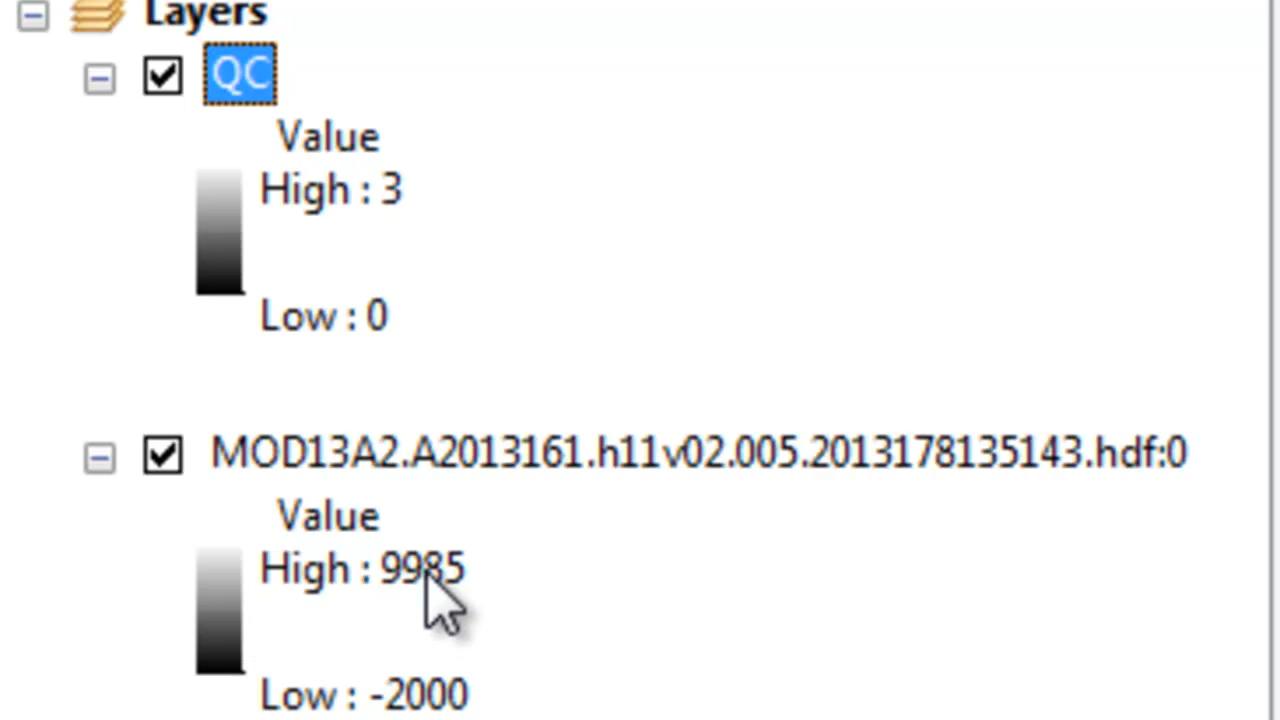 Layers
QC
Value
High : 3
Low : 0
MOD13A2.A2013161.h11v02.005.2013178135143.hdf:0
Value
High : 9985
Low : -2000